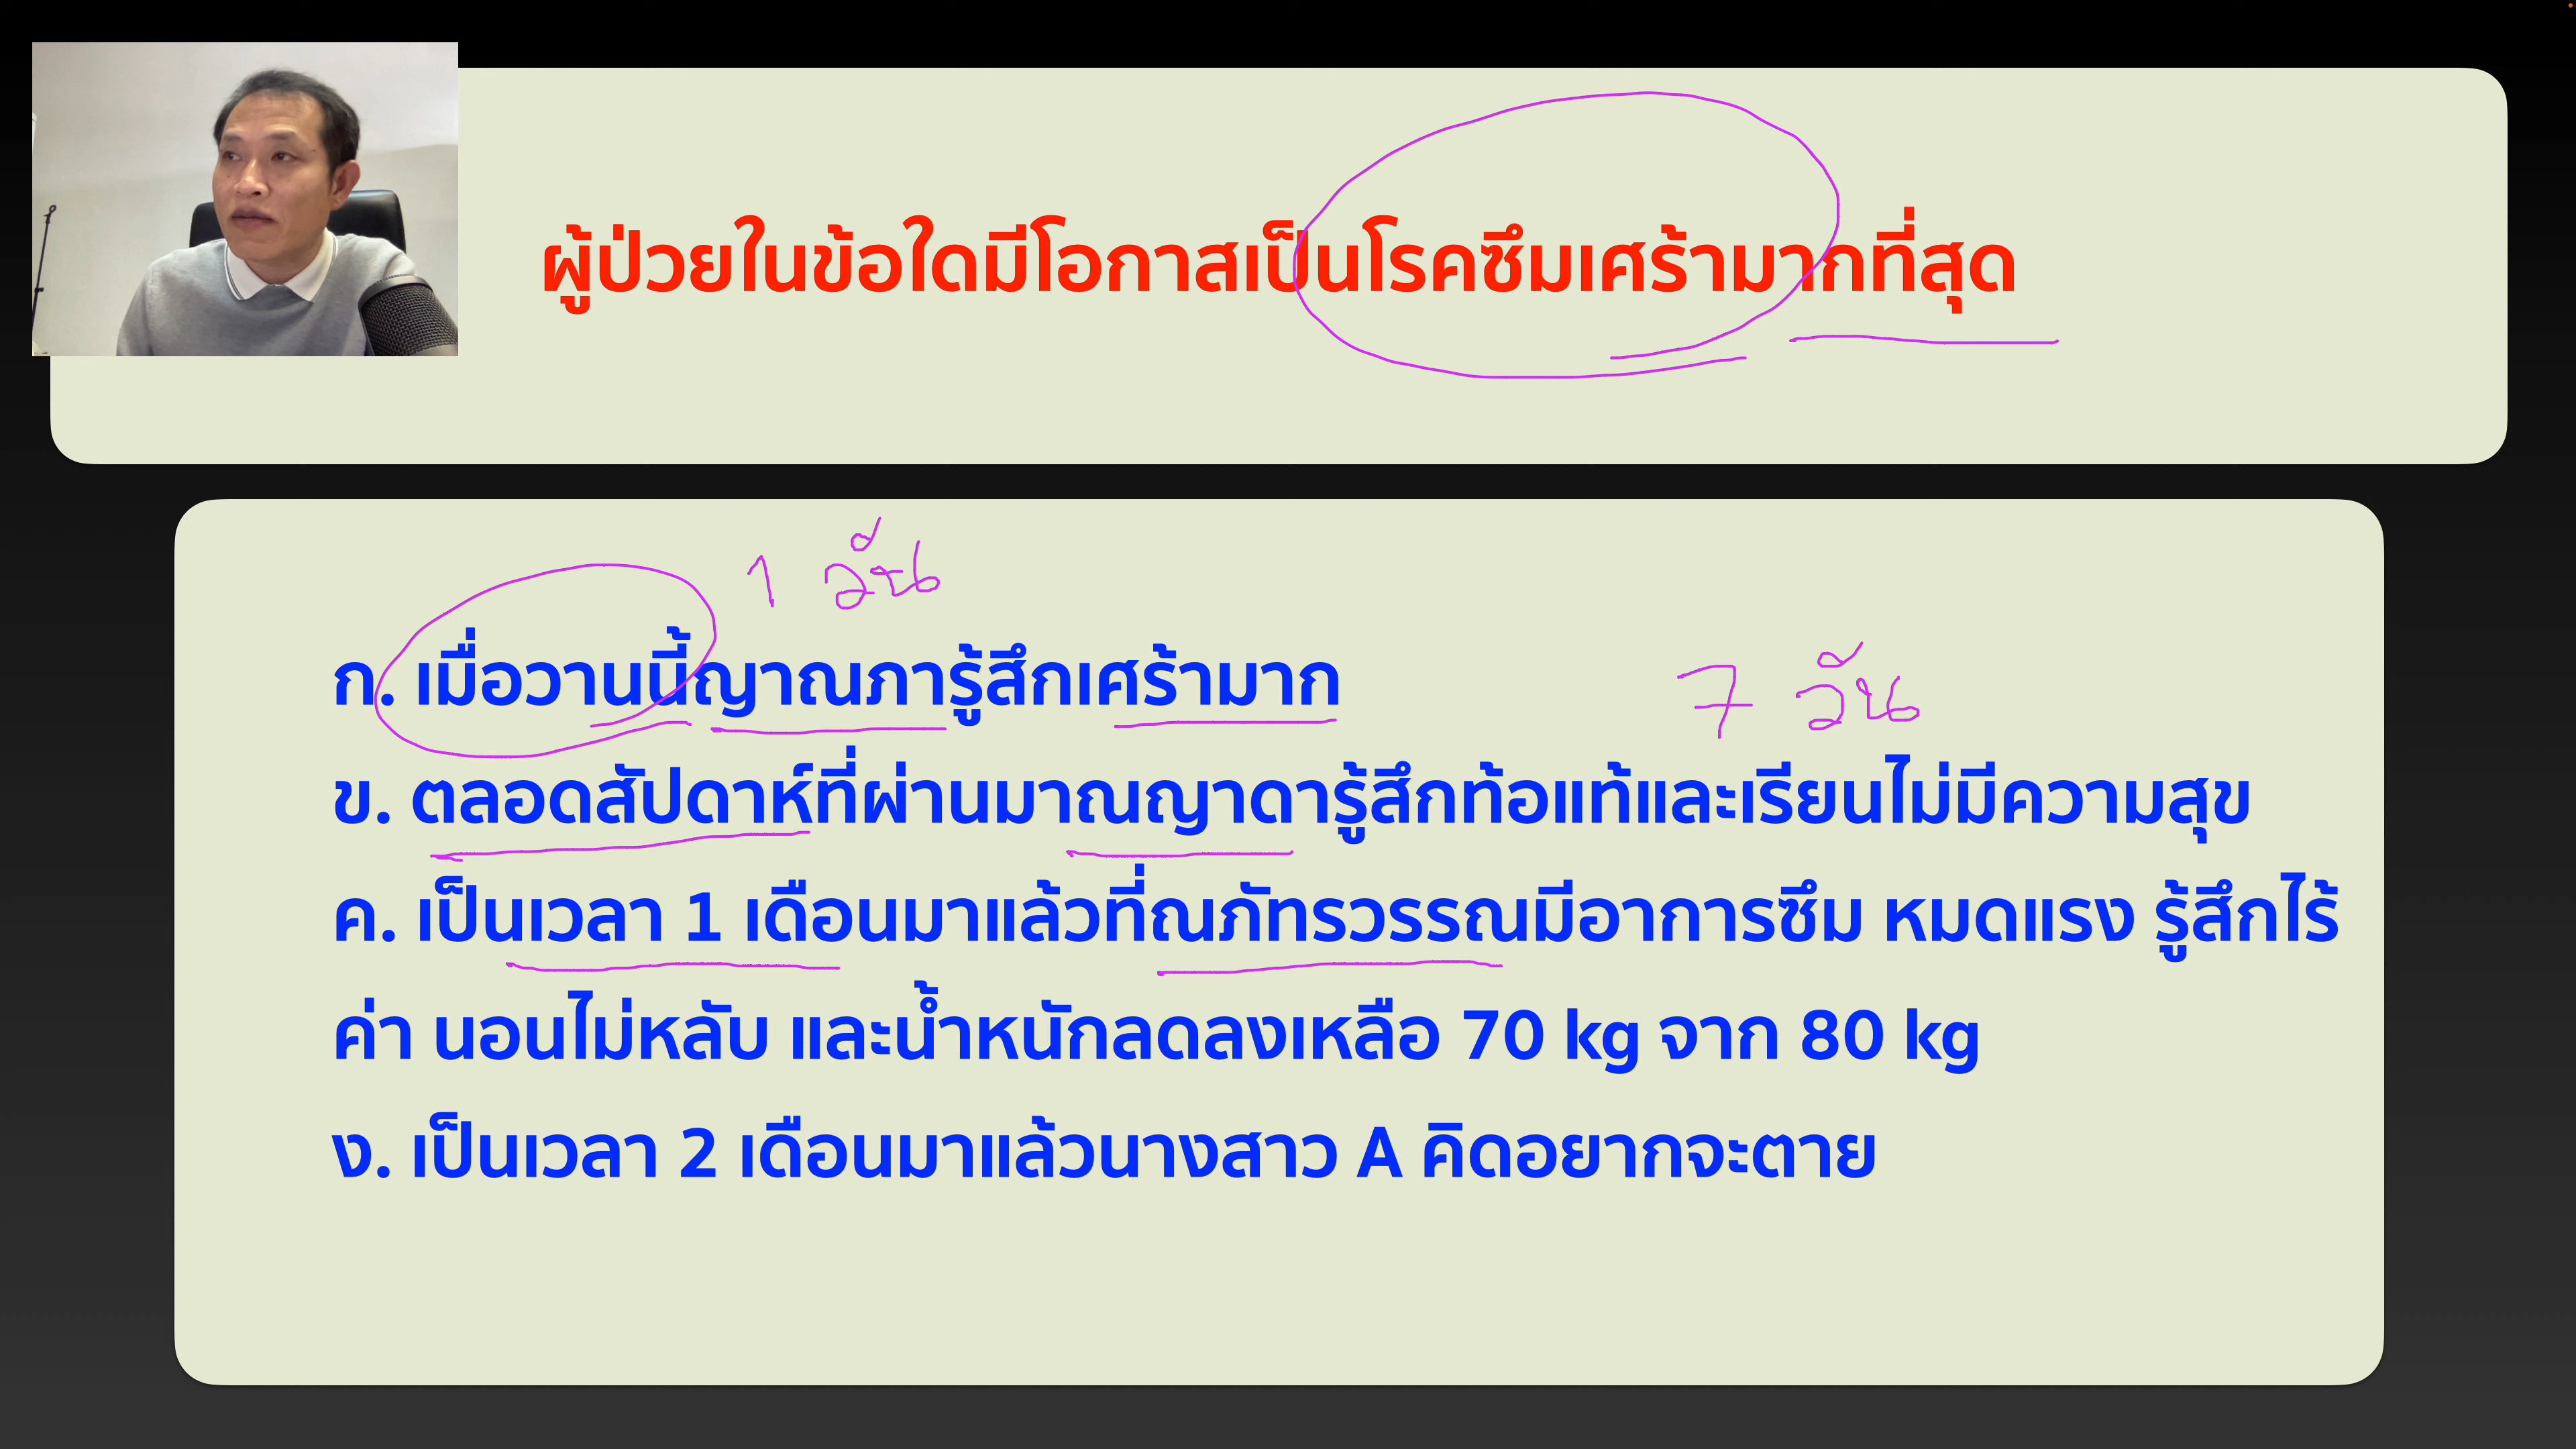 ผู้ป่วยในข้อใดมีโอกาสเป็นโรคซึมเศร้ามากที่สุด
1 วัน
ก. เมื่อวานนี้ญาณภารู้สึกเศร้ามาก
7 วัน
ข. ตลอดสัปดาห์ที่ผ่านมาณญาดารู้สึกท้อแท้และเรียนไม่มีความสุข
ค. เป็นเวลา 1 เดือนมาแล้วที่ณภัทรวรรณมีอาการซึม หมดแรง รู้สึกไร้
ค่า นอนไม่หลับ และน้ำหนักลดลงเหลือ 70 kg จาก 80 kg
ง. เป็นเวลา 2 เดือนมาแล้วนางสาว A คิดอยากจะตาย